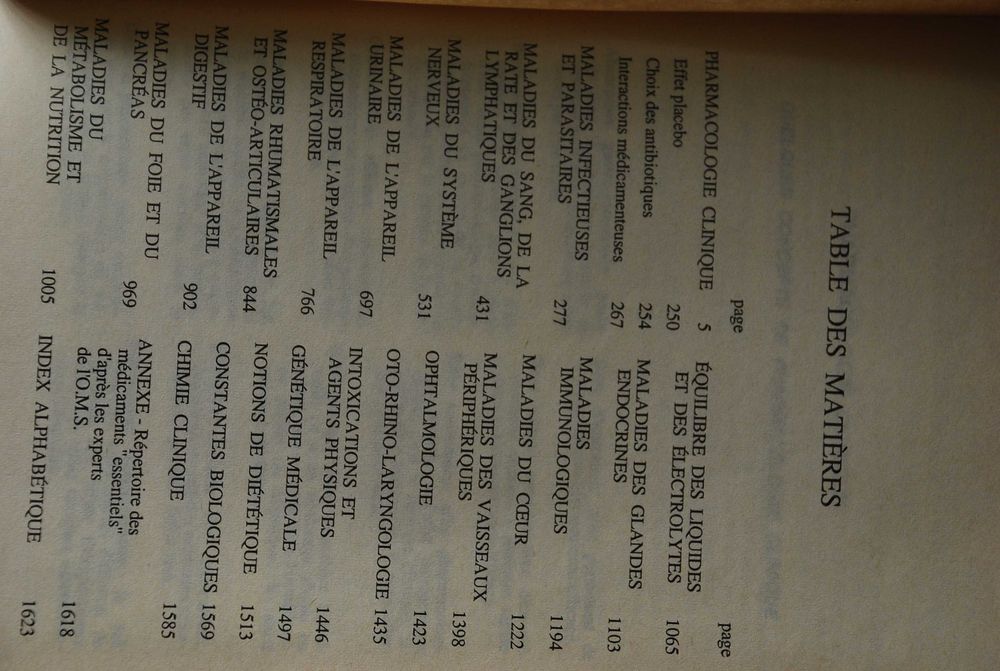 TABLE DES MATIÈRES
page
PHARMACOLOGIE CLINIQUE 5
Effet placebo 250
Choix des antibiotiques 254
Interactions médicamenteuses 267
MALADIES INFECTIEUSES
ET PARASITAIRES 277
MALADIES DU SANG, DE LA
RATE ET DES GANGLIONS
LYMPHATIQUES 431
MALADIES DU SYSTÈME
NERVEUX 531
MALADIES DE L'APPAREIL
URINAIRE 697
MALADIES DE L'APPAREIL
RESPIRATOIRE 766
MALADIES RHUMATISMALES
ET OSTÉO-ARTICULAIRES 844
MALADIES DE L'APPAREIL
DIGESTIF 902
MALADIES DU FOIE ET DU
PANCRÉAS 969
MALADIES DU
MÉTABOLISME ET
DE LA NUTRITION 1005
page
ÉQUILIBRE DES LIQUIDES
ET DES ÉLECTROLYTES 1065
MALADIES DES GLANDES
ENDOCRINES 1103
MALADIES
IMMUNOLOGIQUES 1194
MALADIES DU CŒUR 1222
MALADIES DES VAISSEAUX
PÉRIPHÉRIQUES 1398
OPHTALMOLOGIE 1423
OTO-RHINO-LARYNGOLOGIE 1435
INTOXICATIONS ET
AGENTS PHYSIQUES 1446
GÉNÉTIQUE MÉDICALE 1497
NOTIONS DE DIÉTÉTIQUE 1513
CONSTANTES BIOLOGIQUES 1569
CHIMIE CLINIQUE 1585
ANNEXE - Répertoire des
médicaments "essentiels"
d'après les experts
de l'O.M.S. 1618
INDEX ALPHABÉTIQUE 1623